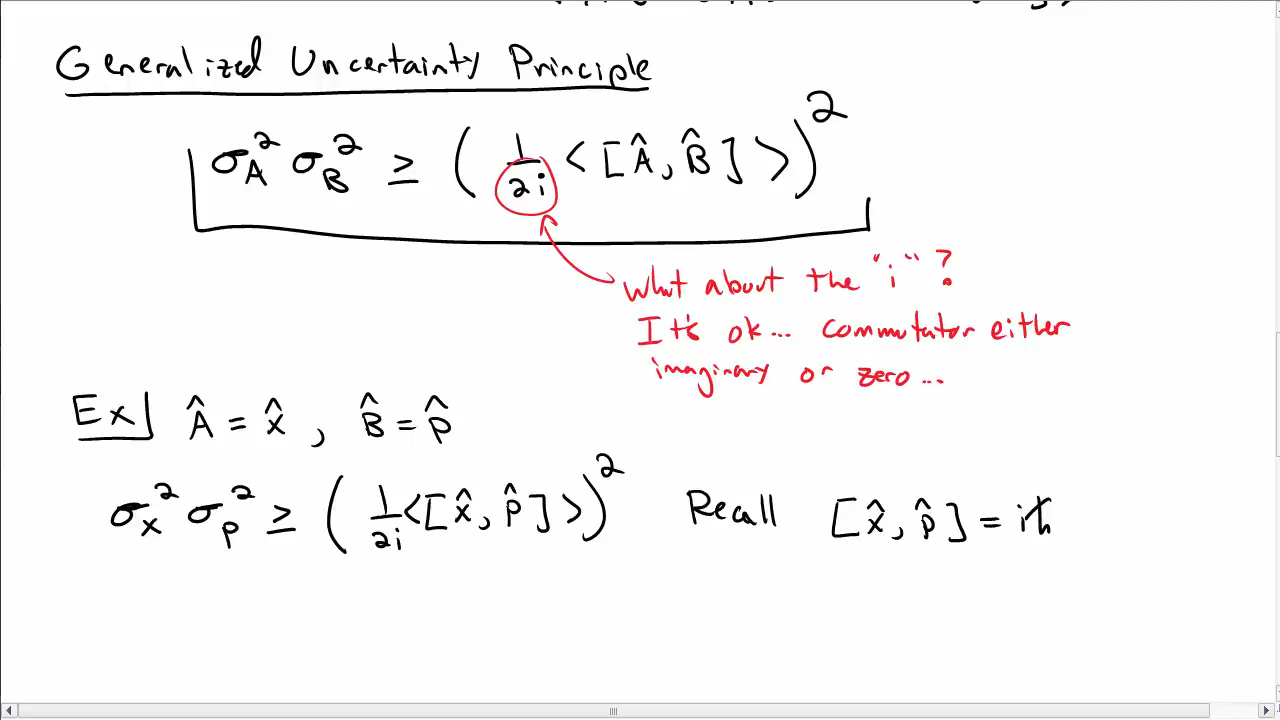 Generalized Uncertainty Principle
σ_A² σ_B² ≥ ( 1/2i <[Â, B̂]> )²
What about the "i"?
It's ok... commutator either
imaginary or zero...
Ex] Â = x̂, B̂ = p̂
σ_x² σ_p² ≥ ( 1/2i <[x̂, p̂]> )² Recall [x̂, p̂] = iħ